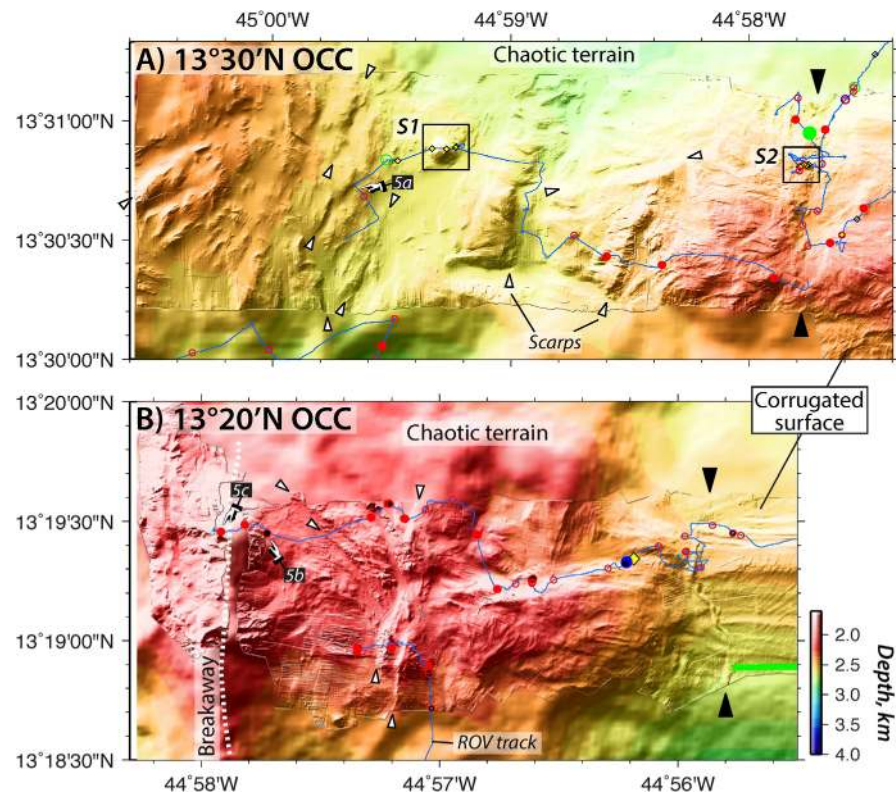 45°00'N 44°59'N 44°58'N
A) 13°30'N OCC
Chaotic terrain
13°31'00"N
S1
S2
5a
13°30'30"N
Scarps
13°30'00"N
13°20'00"N
B) 13°20'N OCC
Chaotic terrain
Corrugated
surface
5c
13°19'30"N
5b
13°19'00"N
Breakaway
ROV track
13°18'30"N
44°58'N 44°57'N 44°56'N
2.0
2.5
3.0
3.5
4.0
Depth, km